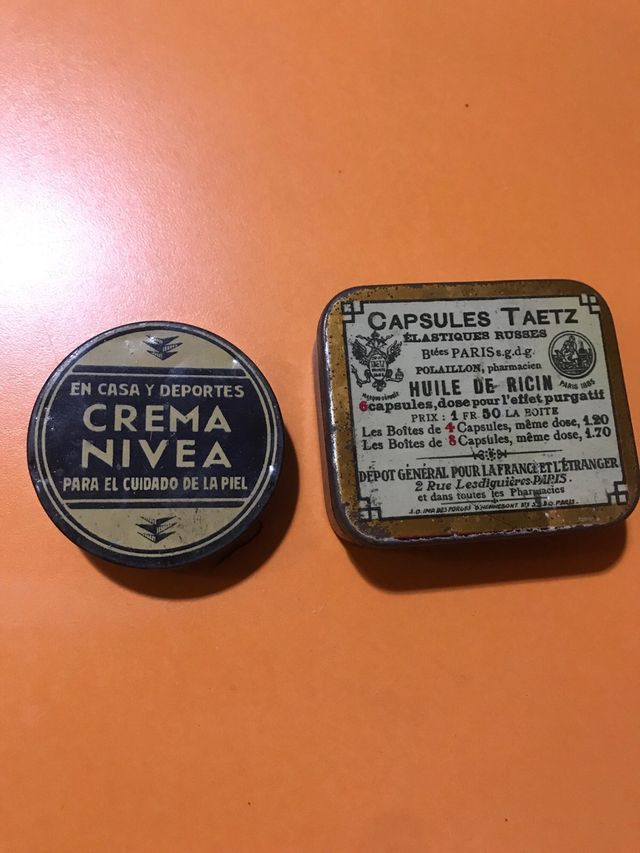 EN CASA Y DEPORTES
CREMA
NIVEA
PARA EL CUIDADO DE LA PIEL
CAPSULES TAETZ
ÉLASTIQUES RUSSES
Btées PARIS s.g.d.g.
POLAILLON, pharmacien
HUILE DE RICIN
PARIS 1885
6 capsules, dose pour l'effet purgatif
PRIX : 1 FR 50 LA BOITE
Les Boîtes de 4 Capsules, même dose, 1.20
Les Boîtes de 8 Capsules, même dose, 1.70
DÉPOT GÉNÉRAL POUR LA FRANCE ET L'ÉTRANGER
2 Rue Lesdiguières. PARIS.
et dans toutes les Pharmacies